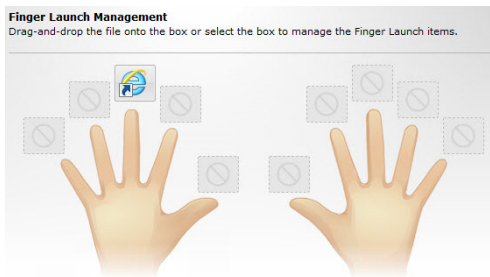 Finger Launch Management
Drag-and-drop the file onto the box or select the box to manage the Finger Launch items.